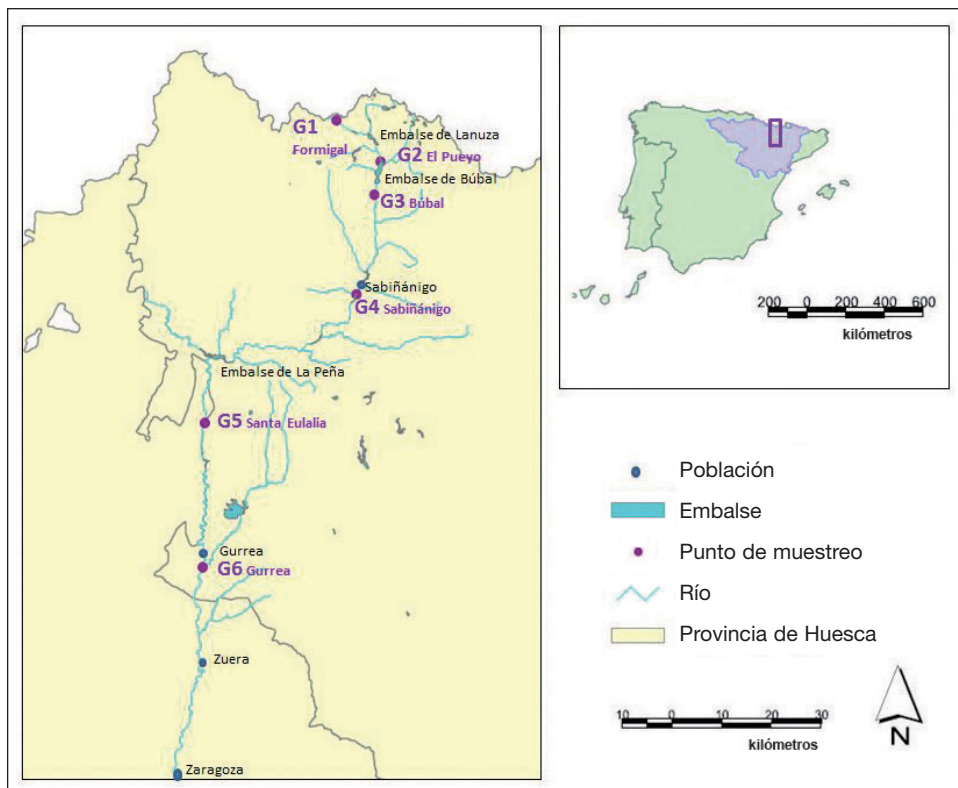 G1
Formigal
Embalse de Lanuza
G2 El Pueyo
Embalse de Búbal
G3 Búbal
Sabiñánigo
G4 Sabiñánigo
Embalse de La Peña
G5 Santa Eulalia
Gurrea
G6 Gurrea
Zuera
Zaragoza
200 0 200 400 600
kilómetros
Población
Embalse
Punto de muestreo
Río
Provincia de Huesca
10 0 10 20 30
kilómetros
N